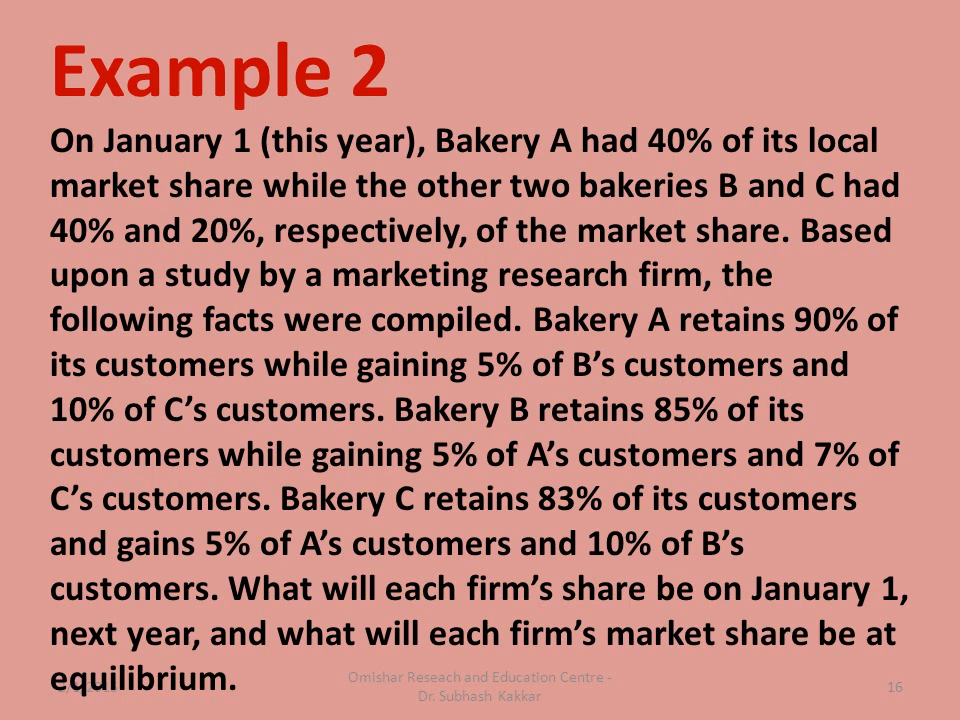 Example 2
On January 1 (this year), Bakery A had 40% of its local
market share while the other two bakeries B and C had
40% and 20%, respectively, of the market share. Based
upon a study by a marketing research firm, the
following facts were compiled. Bakery A retains 90% of
its customers while gaining 5% of B’s customers and
10% of C’s customers. Bakery B retains 85% of its
customers while gaining 5% of A’s customers and 7% of
C’s customers. Bakery C retains 83% of its customers
and gains 5% of A’s customers and 10% of B’s
customers. What will each firm’s share be on January 1,
next year, and what will each firm’s market share be at
equilibrium.
Omishar Reseach and Education Centre -
Dr. Subhash Kakkar
16